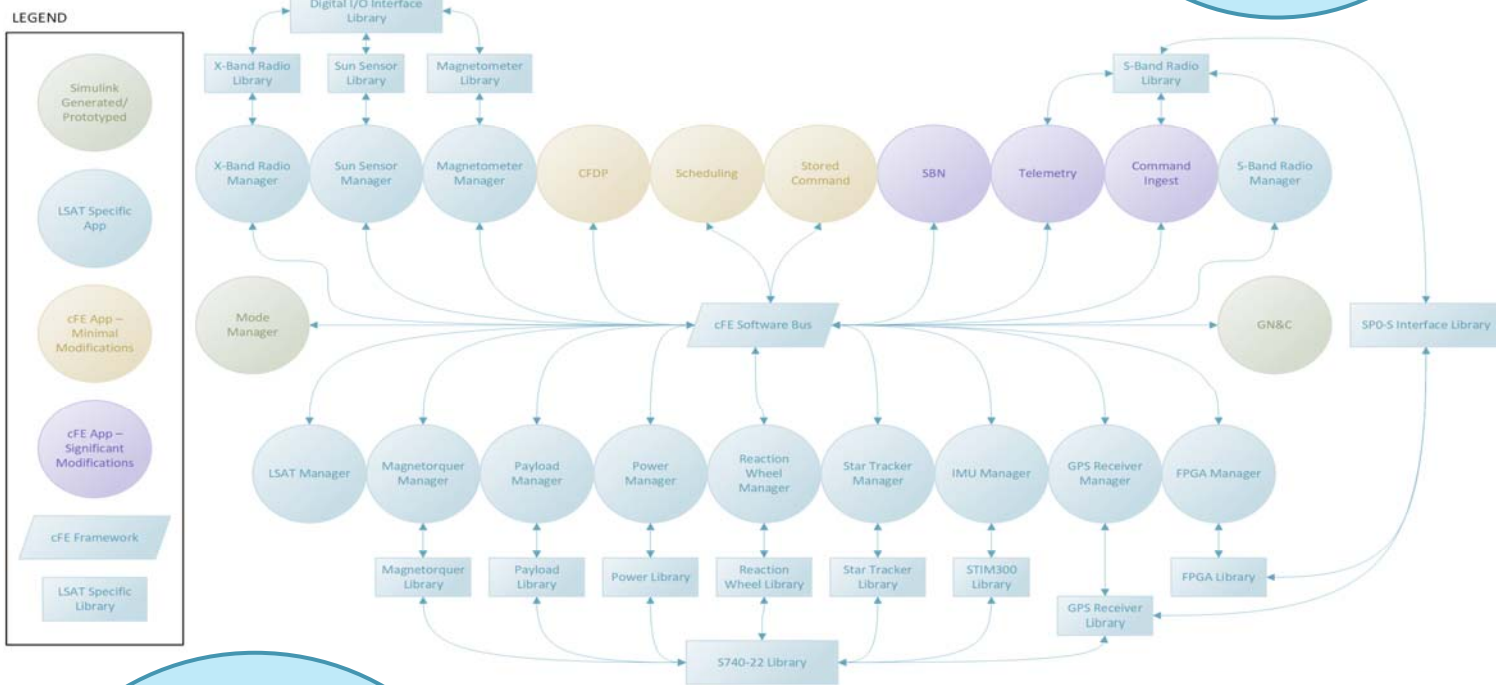 LEGEND
Simulink
Generated/
Prototyped
LSAT Specific
App
cFE App –
Minimal
Modifications
cFE App –
Significant
Modifications
cFE Framework
LSAT Specific
Library
Digital I/O Interface
Library
X-Band Radio
Library
Sun Sensor
Library
Magnetometer
Library
S-Band Radio
Library
X-Band Radio
Manager
Sun Sensor
Manager
Magnetometer
Manager
CFDP
Scheduling
Stored
Command
SBN
Telemetry
Command
Ingest
S-Band Radio
Manager
Mode
Manager
cFE Software Bus
GN&C
SP0-S Interface Library
LSAT Manager
Magnetorquer
Manager
Payload
Manager
Power
Manager
Reaction
Wheel
Manager
Star Tracker
Manager
IMU Manager
GPS Receiver
Manager
FPGA Manager
Magnetorquer
Library
Payload
Library
Power Library
Reaction
Wheel Library
Star Tracker
Library
STIM300
Library
FPGA Library
GPS Receiver
Library
S740-22 Library